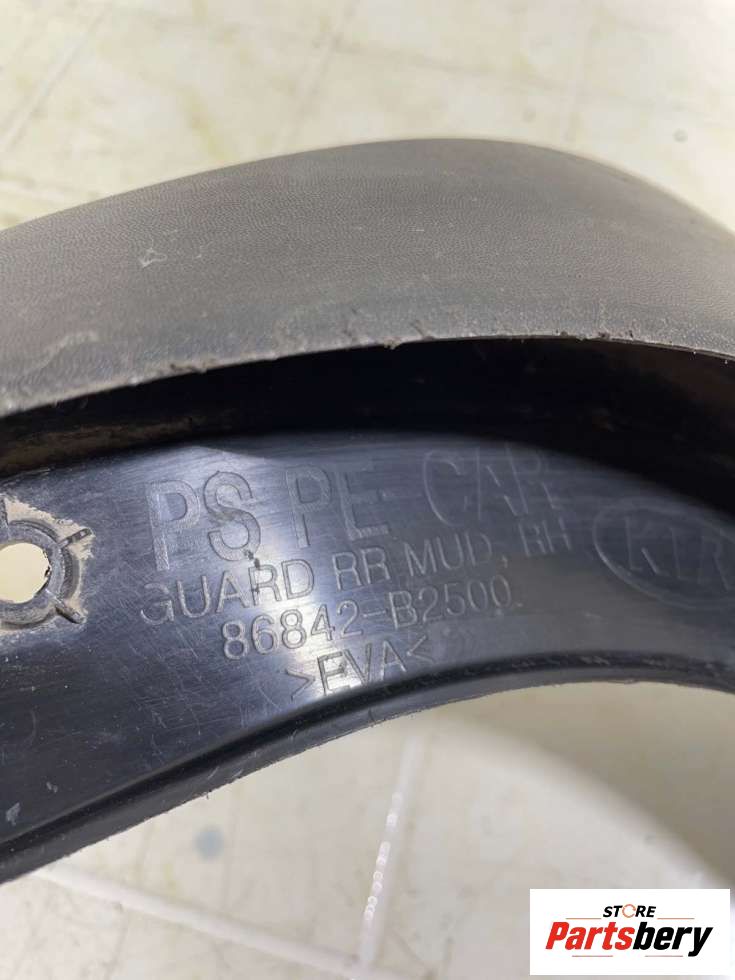 PS PE CAR
KIA
GUARD RR MUD, RH
86842-B2500
>EVA<
STORE
Partsbery